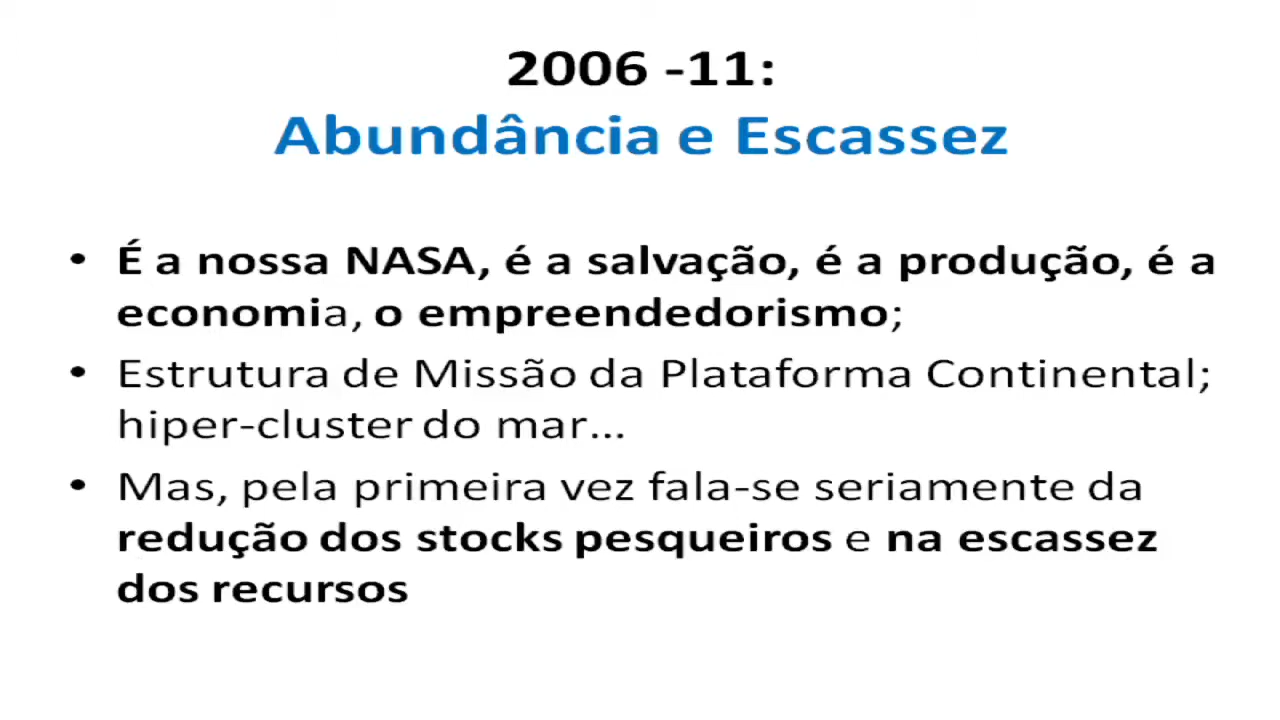 2006 -11:
Abundância e Escassez
• É a nossa NASA, é a salvação, é a produção, é a
economia, o empreendedorismo;
• Estrutura de Missão da Plataforma Continental;
hiper-cluster do mar...
• Mas, pela primeira vez fala-se seriamente da
redução dos stocks pesqueiros e na escassez
dos recursos